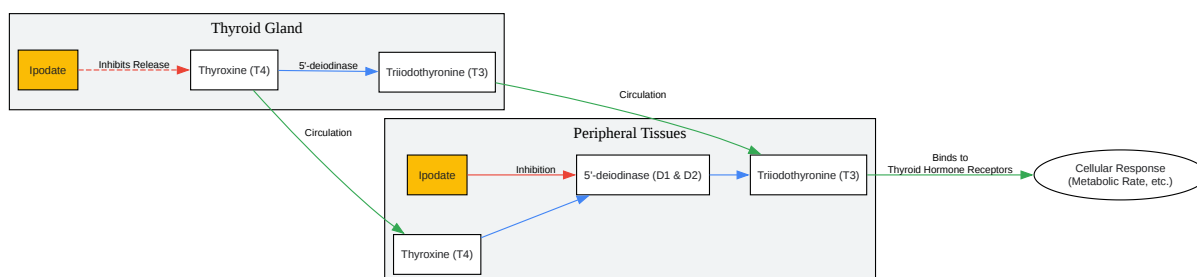 Thyroid Gland
Ipodate
Inhibits Release
Thyroxine (T4)
5'-deiodinase
Triiodothyronine (T3)
Circulation
Circulation
Peripheral Tissues
Ipodate
Inhibition
5'-deiodinase (D1 & D2)
Triiodothyronine (T3)
Binds to
Thyroid Hormone Receptors
Cellular Response
(Metabolic Rate, etc.)
Thyroxine (T4)